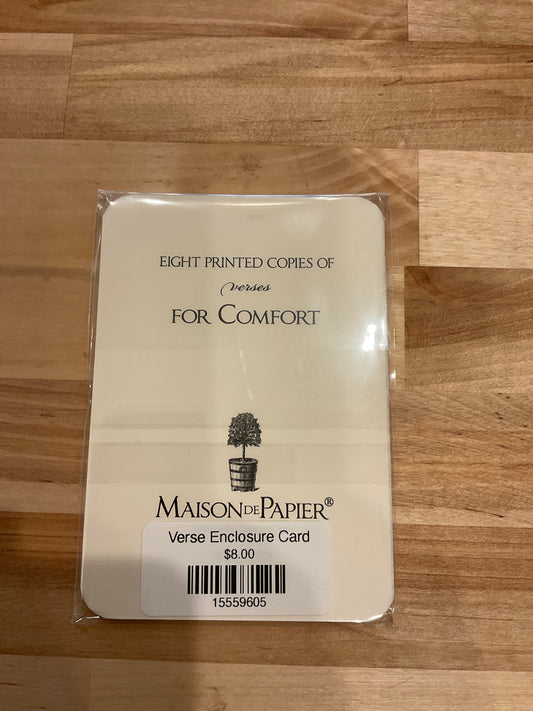 EIGHT PRINTED COPIES OF
verses
FOR COMFORT
MAISON DE PAPIER®
Verse Enclosure Card
$8.00
15559605